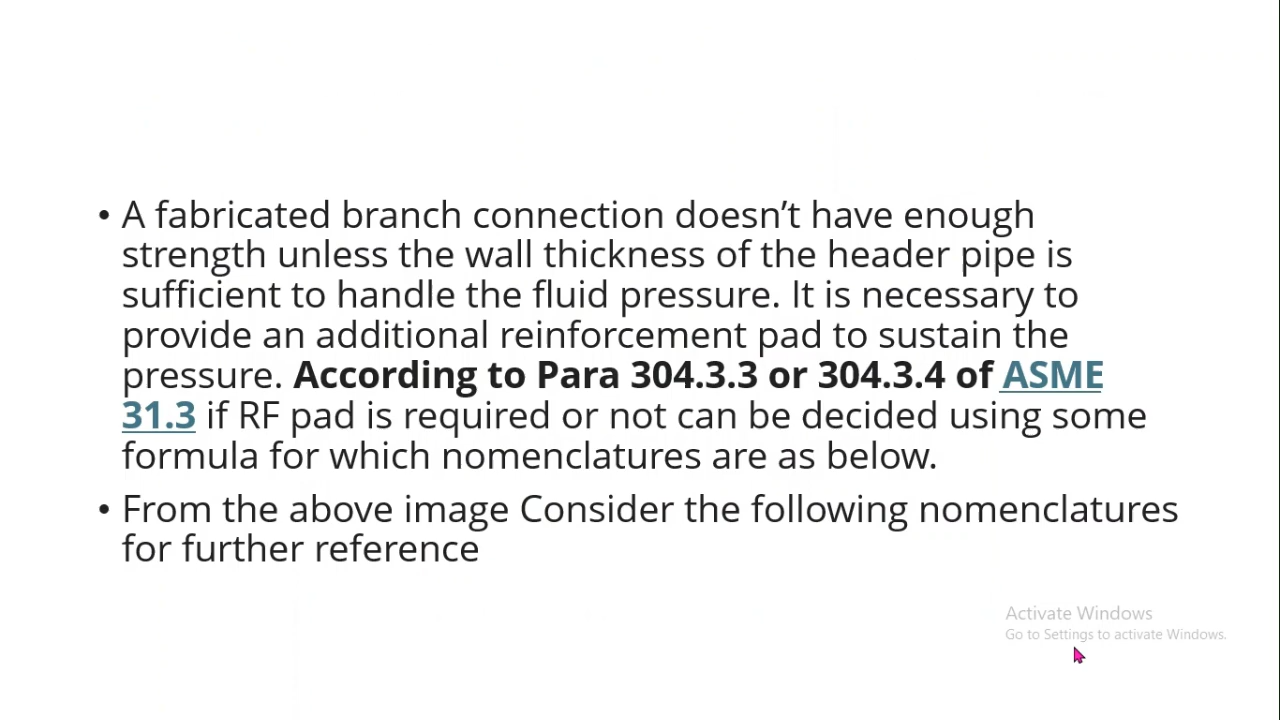 • A fabricated branch connection doesn’t have enough
strength unless the wall thickness of the header pipe is
sufficient to handle the fluid pressure. It is necessary to
provide an additional reinforcement pad to sustain the
pressure. According to Para 304.3.3 or 304.3.4 of ASME
31.3 if RF pad is required or not can be decided using some
formula for which nomenclatures are as below.
• From the above image Consider the following nomenclatures
for further reference
Activate Windows
Go to Settings to activate Windows.